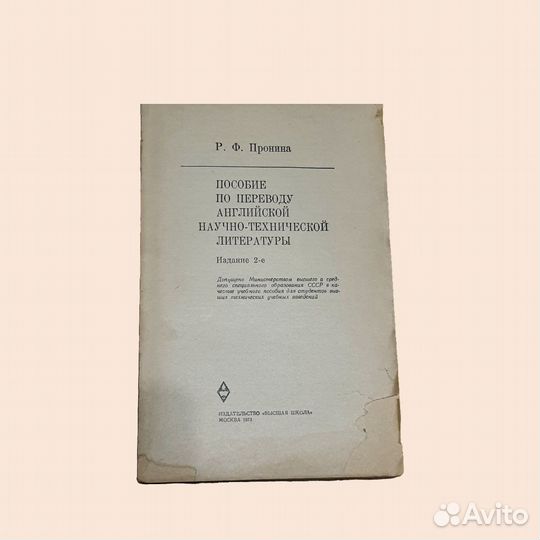 Р. Ф. Пронина
ПОСОБИЕ
ПО ПЕРЕВОДУ
АНГЛИЙСКОЙ
НАУЧНО-ТЕХНИЧЕСКОЙ
ЛИТЕРАТУРЫ
Издание 2-е
Допущено Министерством высшего и сред-
него специального образования СССР в ка-
честве учебного пособия для студентов выс-
ших технических учебных заведений
ИЗДАТЕЛЬСТВО «ВЫСШАЯ ШКОЛА»
МОСКВА 1973
Avito